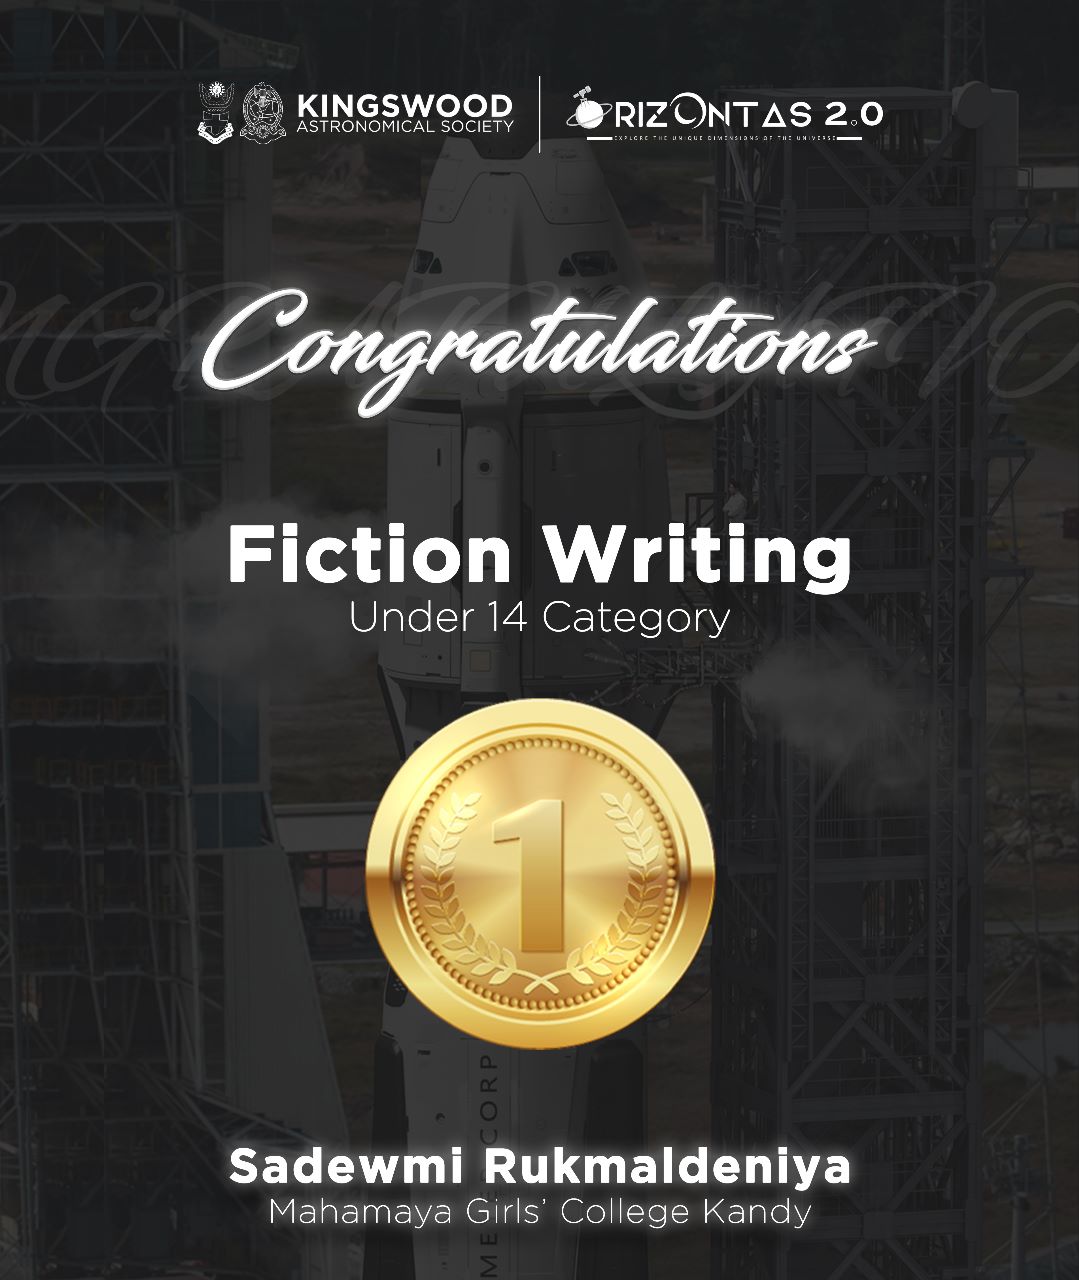 KINGSWOOD
ASTRONOMICAL SOCIETY
ORIZONTAS 2.0
EXPLORE THE UNIQUE DIMENSIONS OF THE UNIVERSE
Congratulations
Fiction Writing
Under 14 Category
1
CORP
Sadewmi Rukmaldeniya
Mahamaya Girls' College Kandy